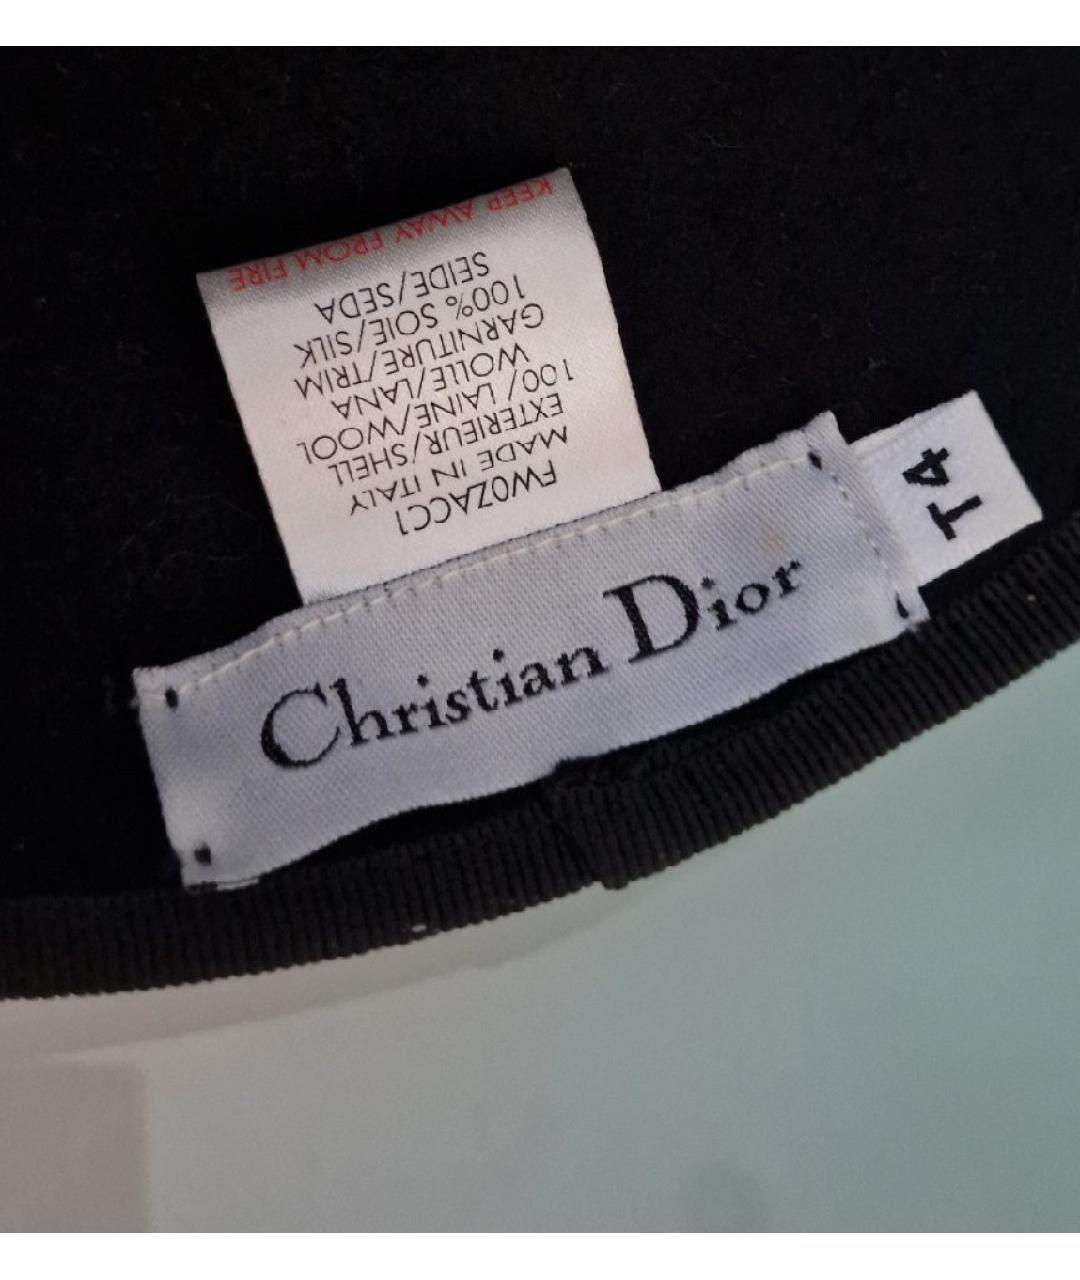 FW0ZACC1
MADE IN ITALY
EXTERIEUR/SHELL
100/ LAINE/WOOL
WOLLE/LANA
GARNITURE/TRIM
100% SOIE/SILK
SEIDE/SEDA
KEEP AWAY FROM FIRE
Christian Dior
T4